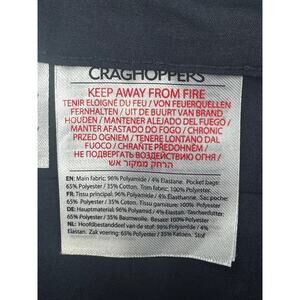 CRAGHOPPERS
KEEP AWAY FROM FIRE
TENIR ELOIGNÉ DU FEU / VON FEUERQUELLEN
FERNHALTEN / UIT DE BUURT VAN BRAND
HOUDEN / MANTENER ALEJADO DEL FUEGO /
MANTER AFASTADO DO FOGO / CHRONIC
PRZED OGNIEM / TENERE LONTANO DAL
FUOCO / CHRAŇTE PŘEDOHNĚM /
НЕ ПОДВЕРГАТЬ ВОЗДЕЙСТВИЮ ОГНЯ /
הרחק ממקור אש
EN: Main fabric: 96% Polyamide / 4% Elastane. Pocket bags:
65% Polyester / 35% Cotton. Trim fabric: 100% Polyester.
FR: Tissu principal: 96% Polyamide / 4% Élasthanne. Sac poche
65% Polyester / 35% Coton. Tissu garniture: 100% Polyester
DE: Hauptmaterial: 96% Polyamid / 4% Elastan. Taschenfutter:
65% Polyester / 35% Baumwolle. Besatz 100% Polyester
NL: Hoofdbestanddeel van de stof: 96% Polyamide / 4%
Elastan. Zak voering: 65% Polyester / 35% Katoen. Stof